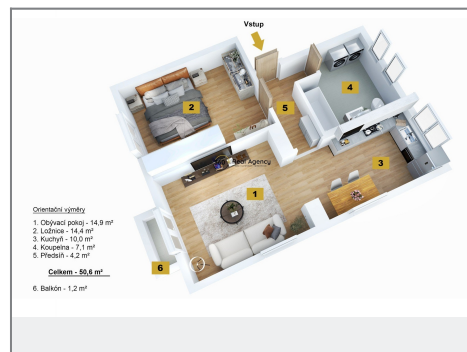 Vstup
2
4
5
Real Agency
3
1
6
Orientační výměry
1. Obývací pokoj - 14,9 m²
2. Ložnice - 14,4 m²
3. Kuchyň - 10,0 m²
4. Koupelna - 7,1 m²
5. Předsíň - 4,2 m²
Celkem - 50,6 m²
6. Balkón - 1,2 m²